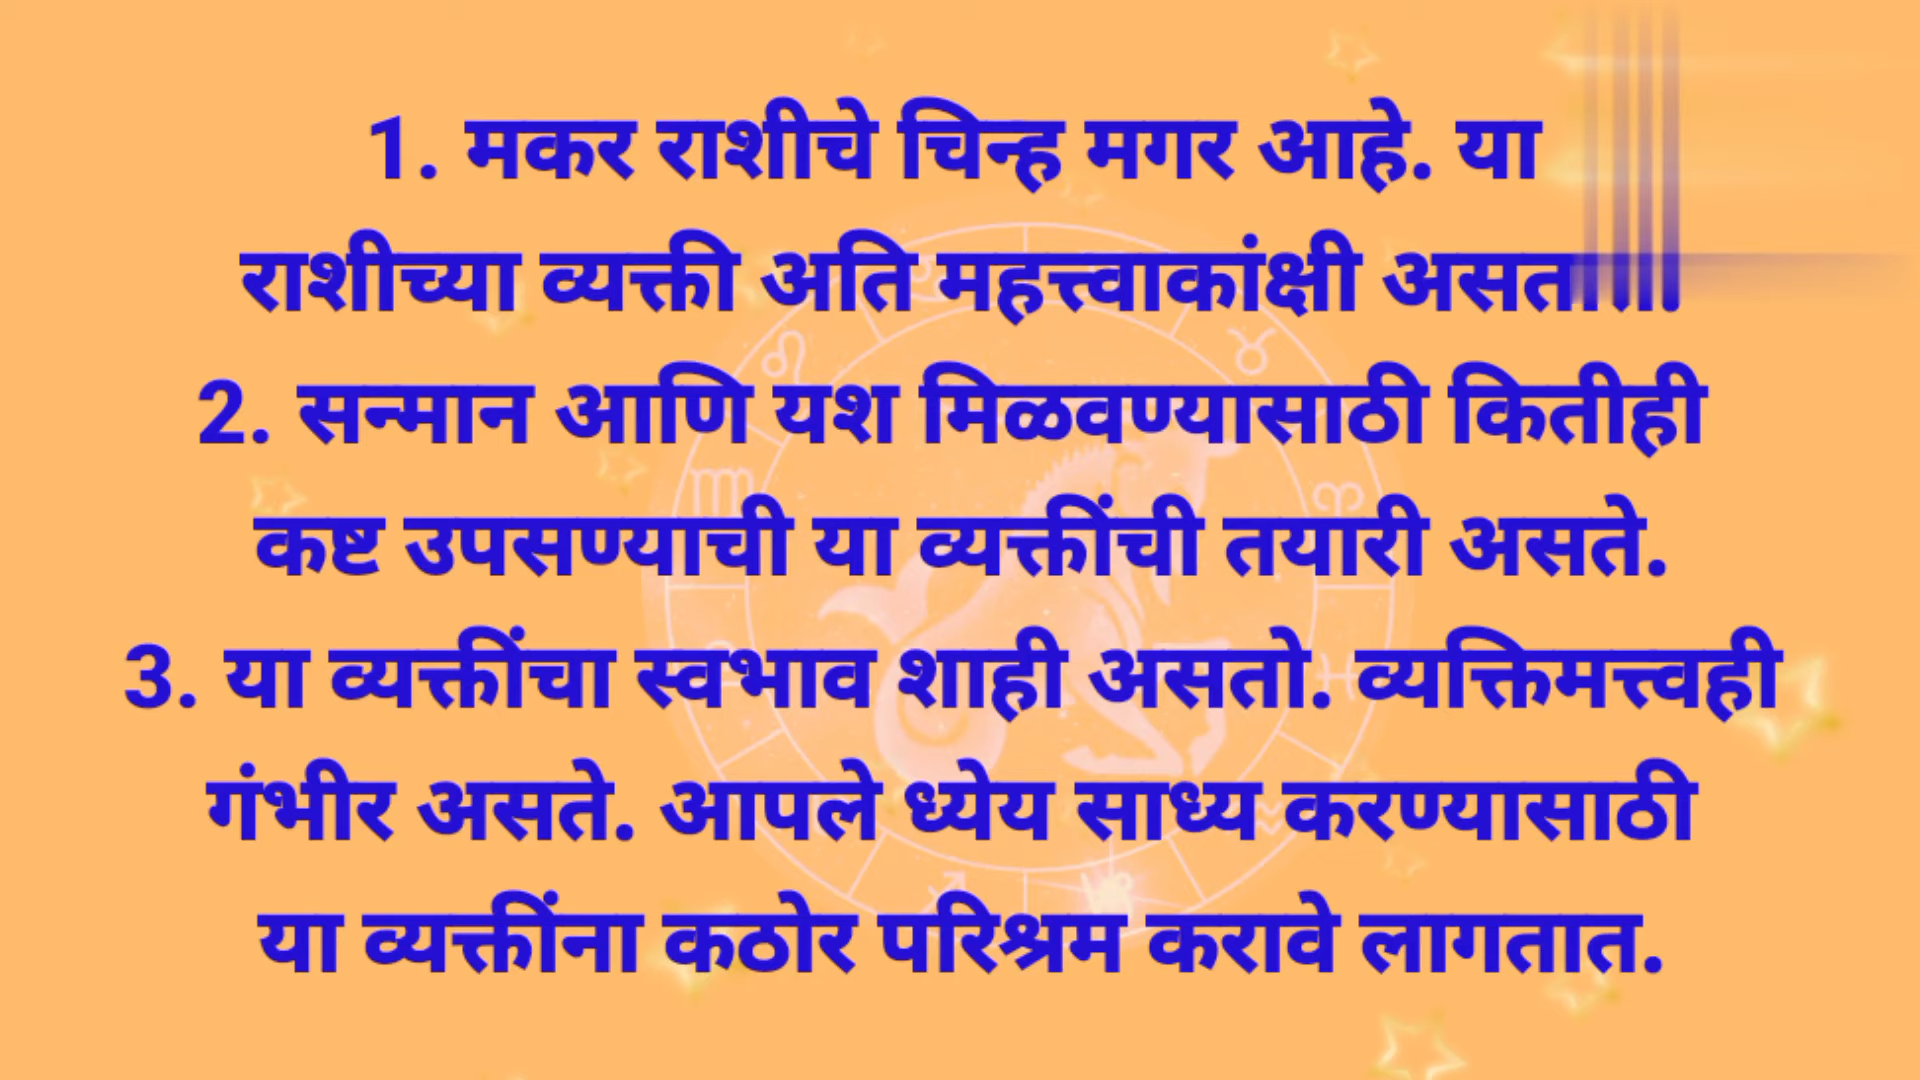 1. मकर राशीचे चिन्ह मगर आहे. या
राशीच्या व्यक्ती अति महत्त्वाकांक्षी
2. सन्मान आणि यश मिळवण्यासाठी कितीही
कष्ट उपसण्याची या व्यक्तींची तयारी असते.
3. या व्यक्तींचा स्वभाव शाही असतो. व्यक्तिमत्त्वही
गंभीर असते. आपले ध्येय साध्य करण्यासाठी
या व्यक्तींना कठोर परिश्रम करावे लागतात.